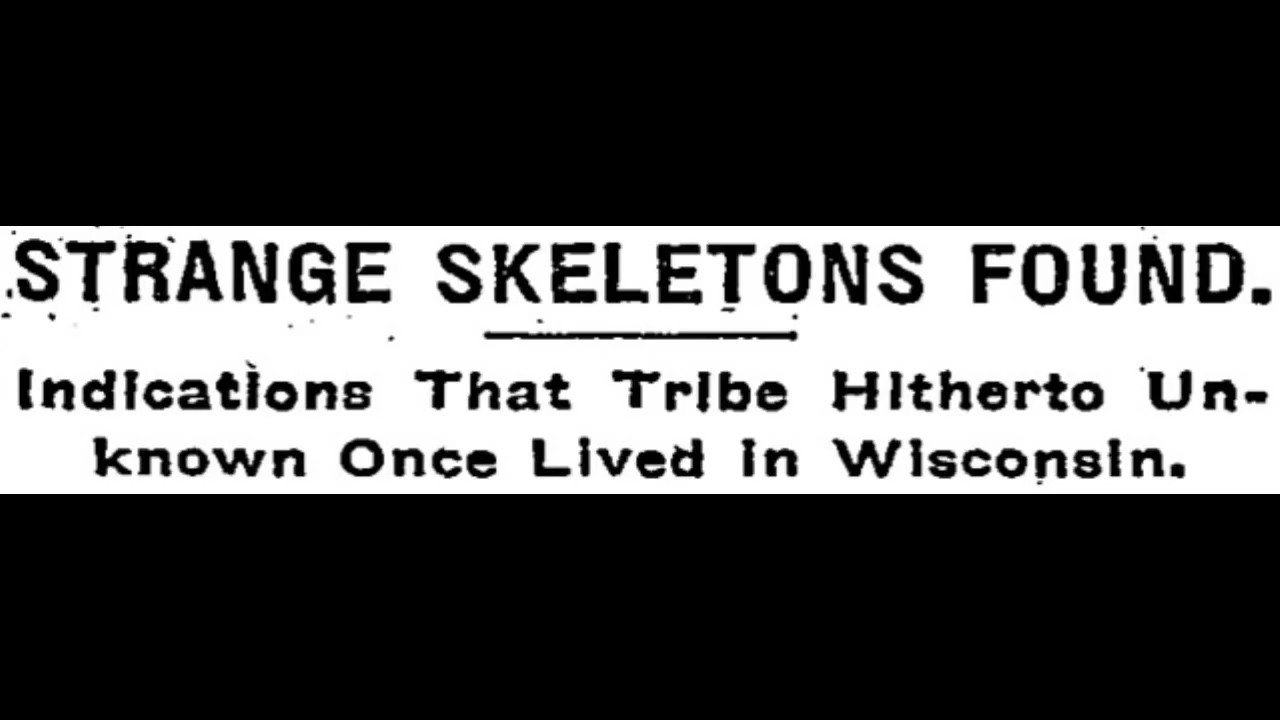 STRANGE SKELETONS FOUND.
Indications That Tribe Hitherto Un-
known Once Lived in Wisconsin.